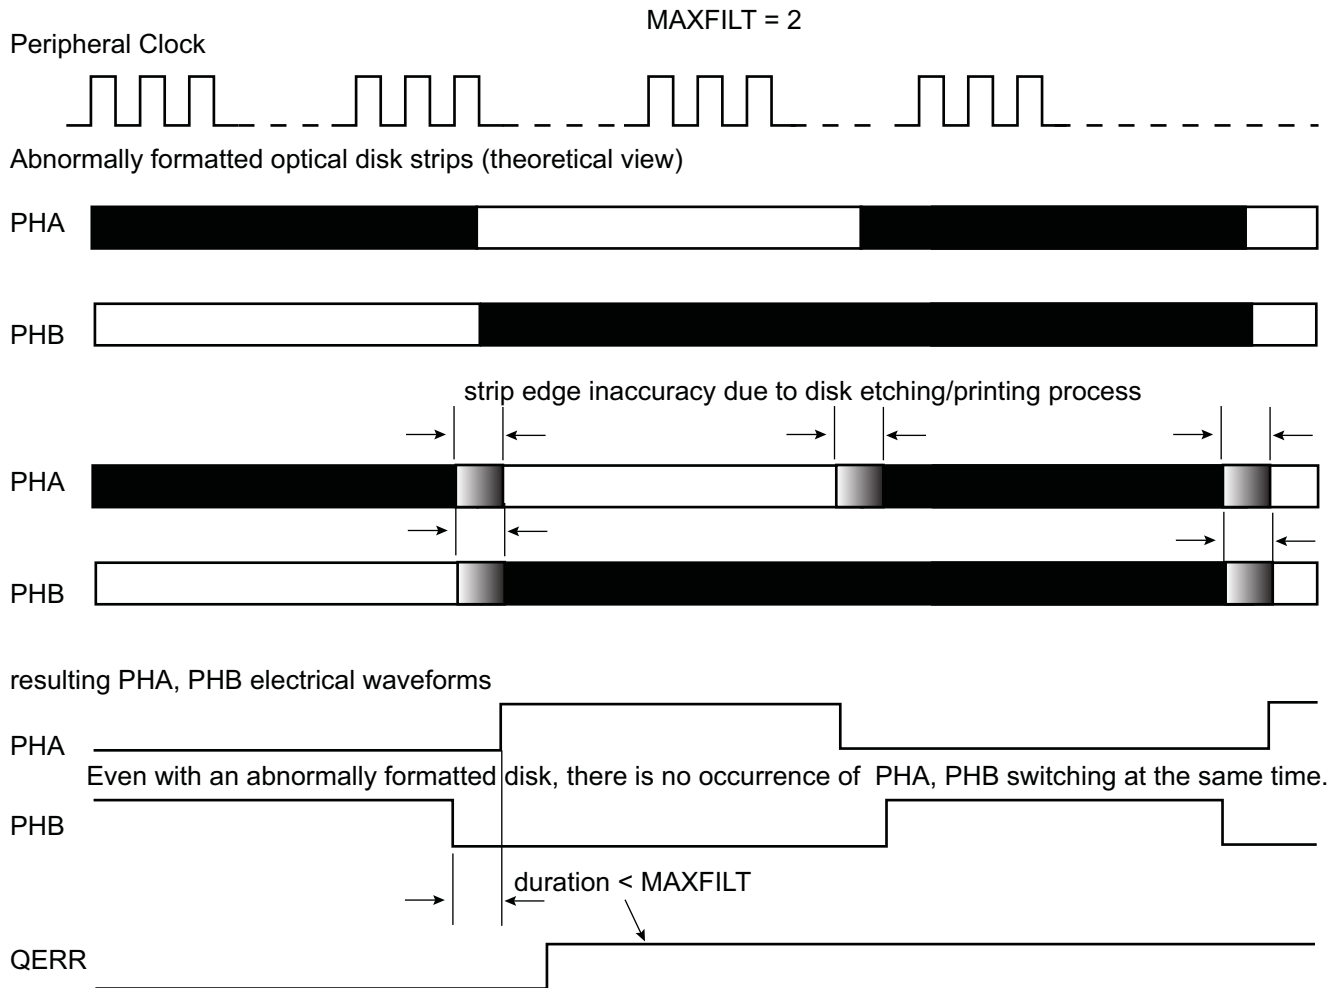 MAXFILT = 2
Peripheral Clock
Abnormally formatted optical disk strips (theoretical view)
PHA
PHB
strip edge inaccuracy due to disk etching/printing process
PHA
PHB
resulting PHA, PHB electrical waveforms
PHA
Even with an abnormally formatted disk, there is no occurrence of PHA, PHB switching at the same time.
PHB
duration < MAXFILT
QERR